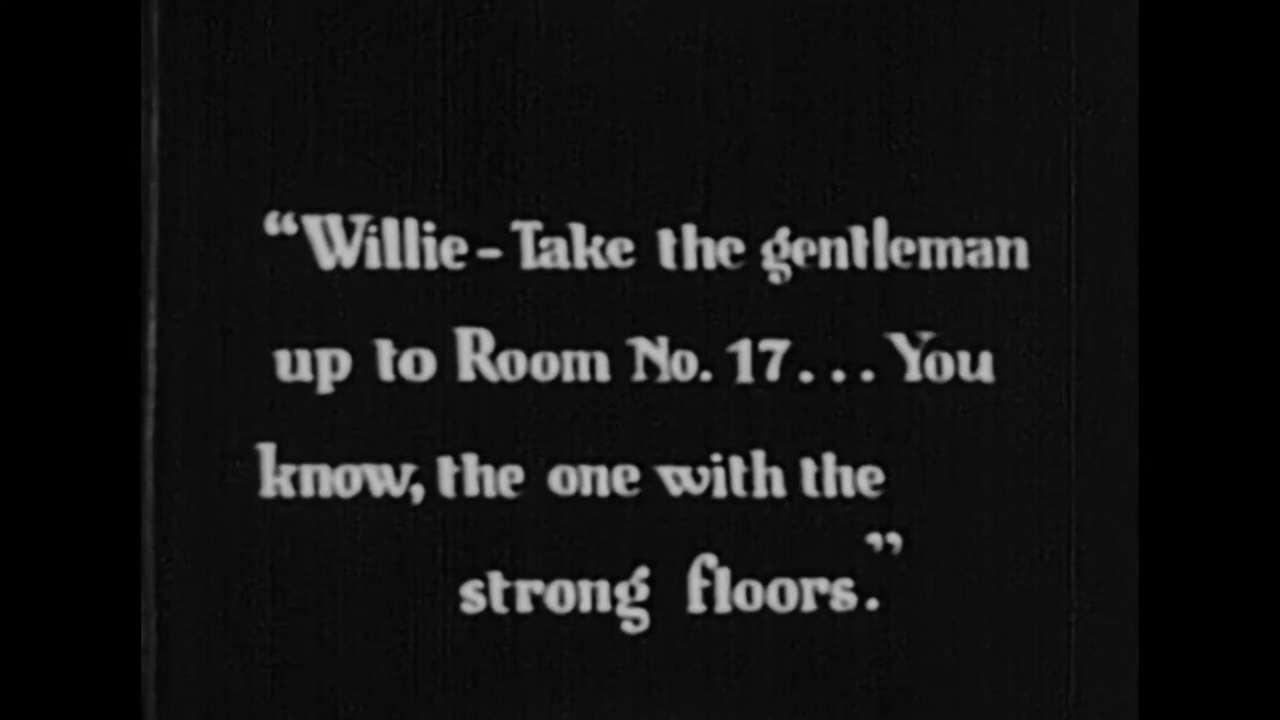 “Willie – Take the gentleman
up to Room No. 17... You
know, the one with the
strong floors.”